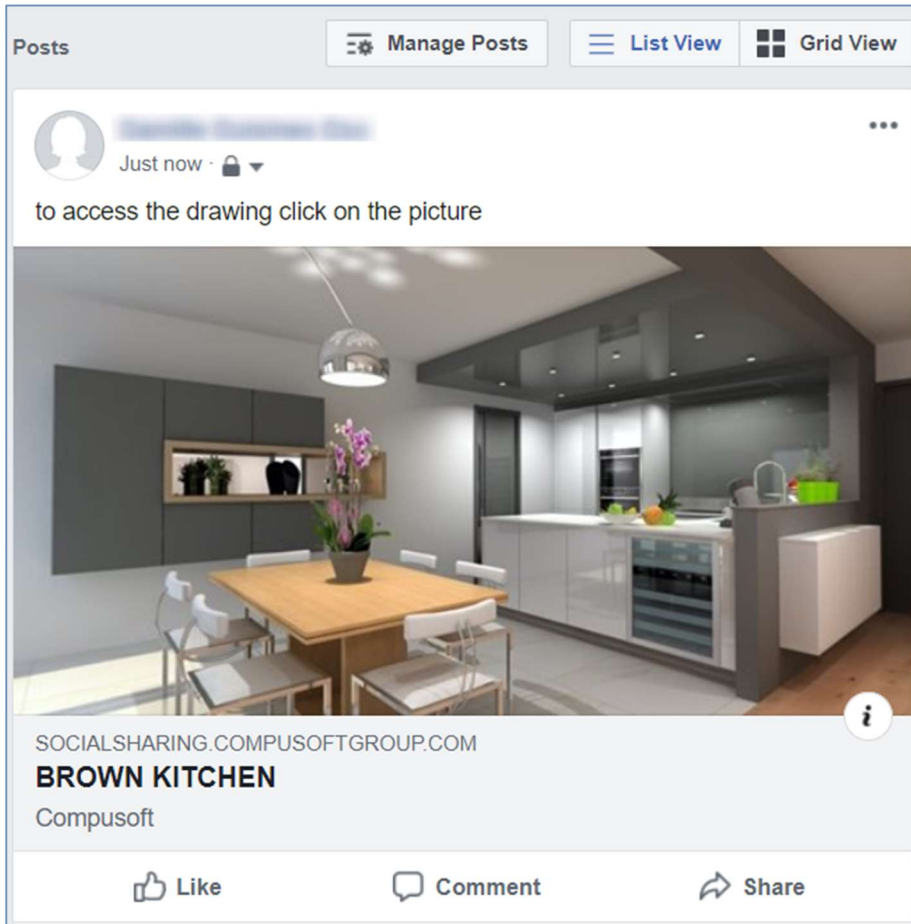 Posts
Manage Posts
List View
Grid View
Just now ·
to access the drawing click on the picture
i
SOCIALSHARING.COMPUSOFTGROUP.COM
BROWN KITCHEN
Compusoft
Like
Comment
Share